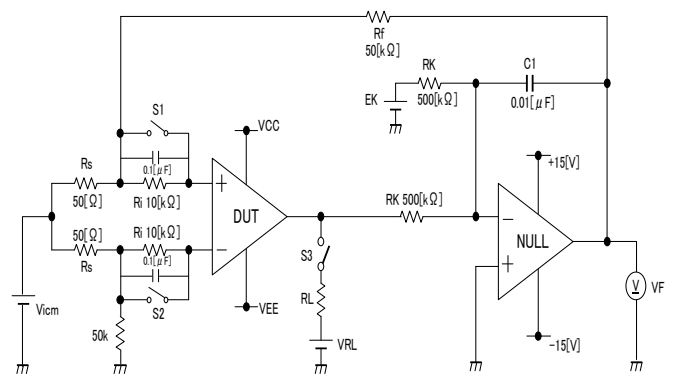 Rf
50[kΩ]
RK
500[kΩ]
C1
0.01[μF]
EK
S1
0.1[μF]
VCC
+15[V]
Rs
50[Ω]
Ri 10[kΩ]
+
DUT
RK 500[kΩ]
−
NULL
+
50[Ω]
Rs
Ri 10[kΩ]
0.1[μF]
−
S2
S3
V
VF
Vicm
50k
VEE
RL
VRL
-15[V]